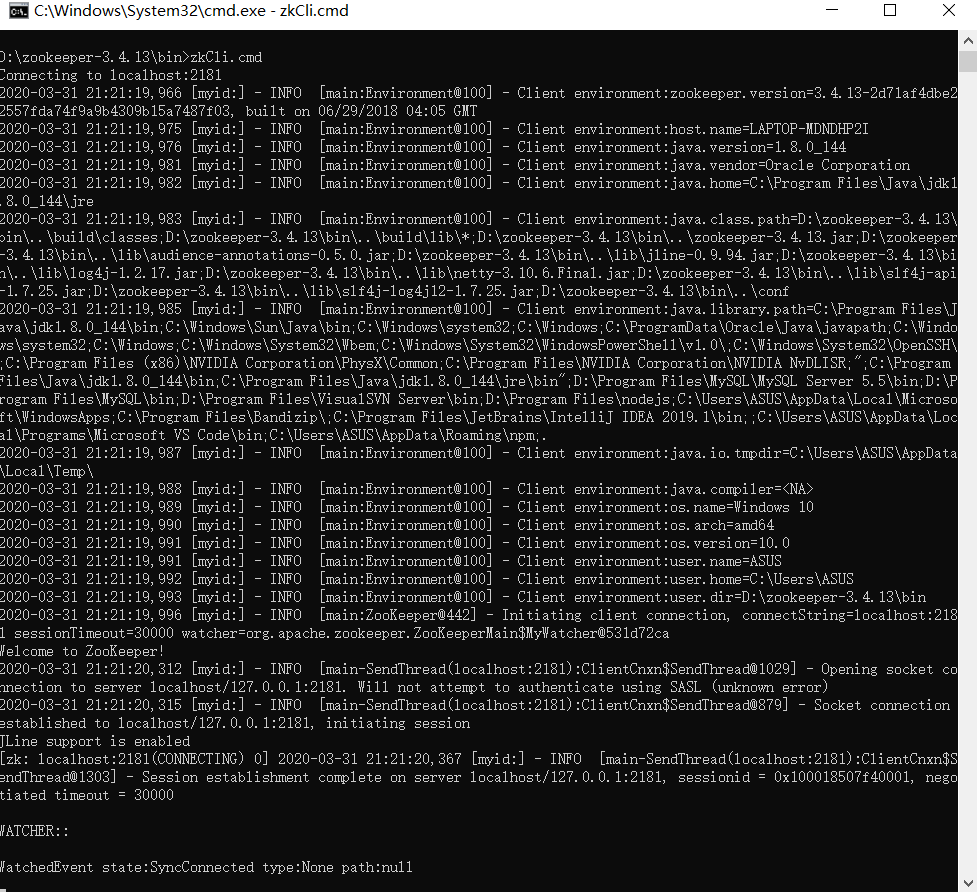 C:\Windows\System32\cmd.exe - zkCli.cmd
D:\zookeeper-3.4.13\bin>zkCli.cmd
Connecting to localhost:2181
2020-03-31 21:21:19,966 [myid:] - INFO  [main:Environment@100] - Client environment:zookeeper.version=3.4.13-2d71af4dbe2
2557fda74f9a9b4309b15a7487f03, built on 06/29/2018 04:05 GMT
2020-03-31 21:21:19,975 [myid:] - INFO  [main:Environment@100] - Client environment:host.name=LAPTOP-MDNDHP2I
2020-03-31 21:21:19,976 [myid:] - INFO  [main:Environment@100] - Client environment:java.version=1.8.0_144
2020-03-31 21:21:19,981 [myid:] - INFO  [main:Environment@100] - Client environment:java.vendor=Oracle Corporation
2020-03-31 21:21:19,982 [myid:] - INFO  [main:Environment@100] - Client environment:java.home=C:\Program Files\Java\jdk1
.8.0_144\jre
2020-03-31 21:21:19,983 [myid:] - INFO  [main:Environment@100] - Client environment:java.class.path=D:\zookeeper-3.4.13\
bin\..\build\classes;D:\zookeeper-3.4.13\bin\..\build\lib\*;D:\zookeeper-3.4.13\bin\..\zookeeper-3.4.13.jar;D:\zookeeper
-3.4.13\bin\..\lib\audience-annotations-0.5.0.jar;D:\zookeeper-3.4.13\bin\..\lib\jline-0.9.94.jar;D:\zookeeper-3.4.13\bi
n\..\lib\log4j-1.2.17.jar;D:\zookeeper-3.4.13\bin\..\lib\netty-3.10.6.Final.jar;D:\zookeeper-3.4.13\bin\..\lib\slf4j-api
-1.7.25.jar;D:\zookeeper-3.4.13\bin\..\lib\slf4j-log4j12-1.7.25.jar;D:\zookeeper-3.4.13\bin\..\conf
2020-03-31 21:21:19,985 [myid:] - INFO  [main:Environment@100] - Client environment:java.library.path=C:\Program Files\J
ava\jdk1.8.0_144\bin;C:\Windows\Sun\Java\bin;C:\Windows\system32;C:\Windows;C:\ProgramData\Oracle\Java\javapath;C:\Windo
ws\system32;C:\Windows;C:\Windows\System32\Wbem;C:\Windows\System32\WindowsPowerShell\v1.0\;C:\Windows\System32\OpenSSH\
;C:\Program Files (x86)\NVIDIA Corporation\PhysX\Common;C:\Program Files\NVIDIA Corporation\NVIDIA NvDLISR;";C:\Program 
Files\Java\jdk1.8.0_144\bin;C:\Program Files\Java\jdk1.8.0_144\jre\bin";D:\Program Files\MySQL\MySQL Server 5.5\bin;D:\P
rogram Files\MySQL\bin;D:\Program Files\VisualSVN Server\bin;D:\Program Files\nodejs;C:\Users\ASUS\AppData\Local\Microso
ft\WindowsApps;C:\Program Files\Bandizip\;C:\Program Files\JetBrains\IntelliJ IDEA 2019.1\bin;;C:\Users\ASUS\AppData\Loc
al\Programs\Microsoft VS Code\bin;C:\Users\ASUS\AppData\Roaming\npm;.
2020-03-31 21:21:19,987 [myid:] - INFO  [main:Environment@100] - Client environment:java.io.tmpdir=C:\Users\ASUS\AppData
\Local\Temp\
2020-03-31 21:21:19,988 [myid:] - INFO  [main:Environment@100] - Client environment:java.compiler=<NA>
2020-03-31 21:21:19,989 [myid:] - INFO  [main:Environment@100] - Client environment:os.name=Windows 10
2020-03-31 21:21:19,990 [myid:] - INFO  [main:Environment@100] - Client environment:os.arch=amd64
2020-03-31 21:21:19,991 [myid:] - INFO  [main:Environment@100] - Client environment:os.version=10.0
2020-03-31 21:21:19,991 [myid:] - INFO  [main:Environment@100] - Client environment:user.name=ASUS
2020-03-31 21:21:19,992 [myid:] - INFO  [main:Environment@100] - Client environment:user.home=C:\Users\ASUS
2020-03-31 21:21:19,993 [myid:] - INFO  [main:Environment@100] - Client environment:user.dir=D:\zookeeper-3.4.13\bin
2020-03-31 21:21:19,996 [myid:] - INFO  [main:ZooKeeper@442] - Initiating client connection, connectString=localhost:218
1 sessionTimeout=30000 watcher=org.apache.zookeeper.ZooKeeperMain$MyWatcher@531d72ca
Welcome to ZooKeeper!
2020-03-31 21:21:20,312 [myid:] - INFO  [main-SendThread(localhost:2181):ClientCnxn$SendThread@1029] - Opening socket co
nnection to server localhost/127.0.0.1:2181. Will not attempt to authenticate using SASL (unknown error)
2020-03-31 21:21:20,315 [myid:] - INFO  [main-SendThread(localhost:2181):ClientCnxn$SendThread@879] - Socket connection 
established to localhost/127.0.0.1:2181, initiating session
JLine support is enabled
[zk: localhost:2181(CONNECTING) 0] 2020-03-31 21:21:20,367 [myid:] - INFO  [main-SendThread(localhost:2181):ClientCnxn$S
endThread@1303] - Session establishment complete on server localhost/127.0.0.1:2181, sessionid = 0x100018507f40001, nego
tiated timeout = 30000
WATCHER::
WatchedEvent state:SyncConnected type:None path:null